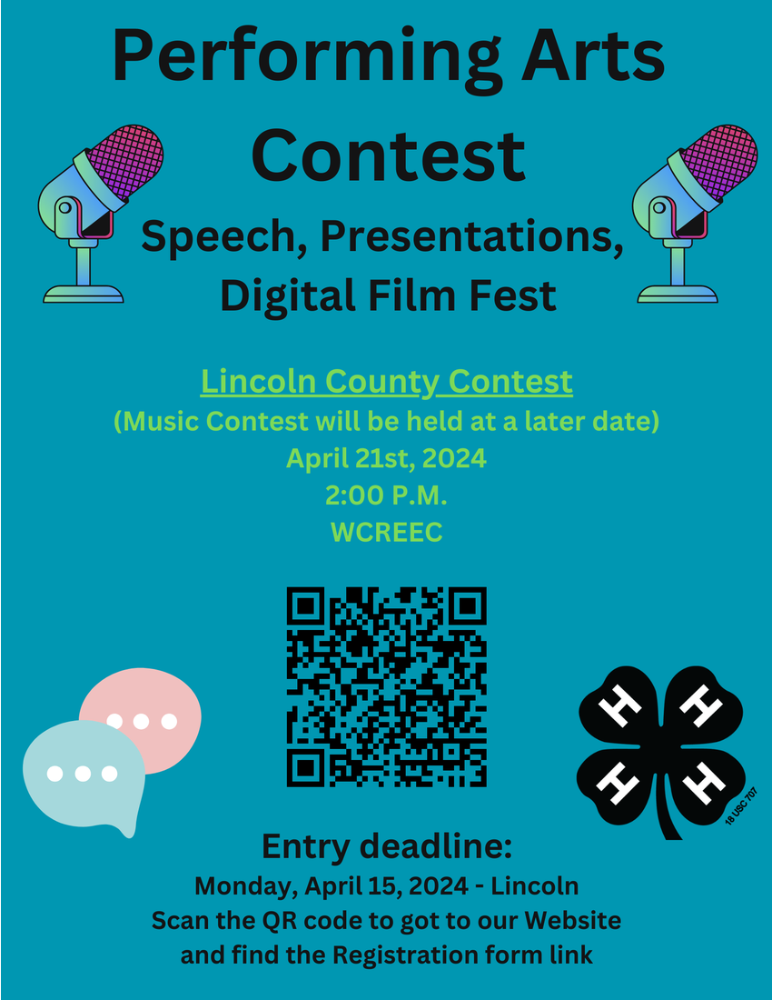 Performing Arts
Contest
Speech, Presentations,
Digital Film Fest
Lincoln County Contest
(Music Contest will be held at a later date)
April 21st, 2024
2:00 P.M.
WCREEC
H H
H H
18 USC 707
Entry deadline:
Monday, April 15, 2024 - Lincoln
Scan the QR code to got to our Website
and find the Registration form link